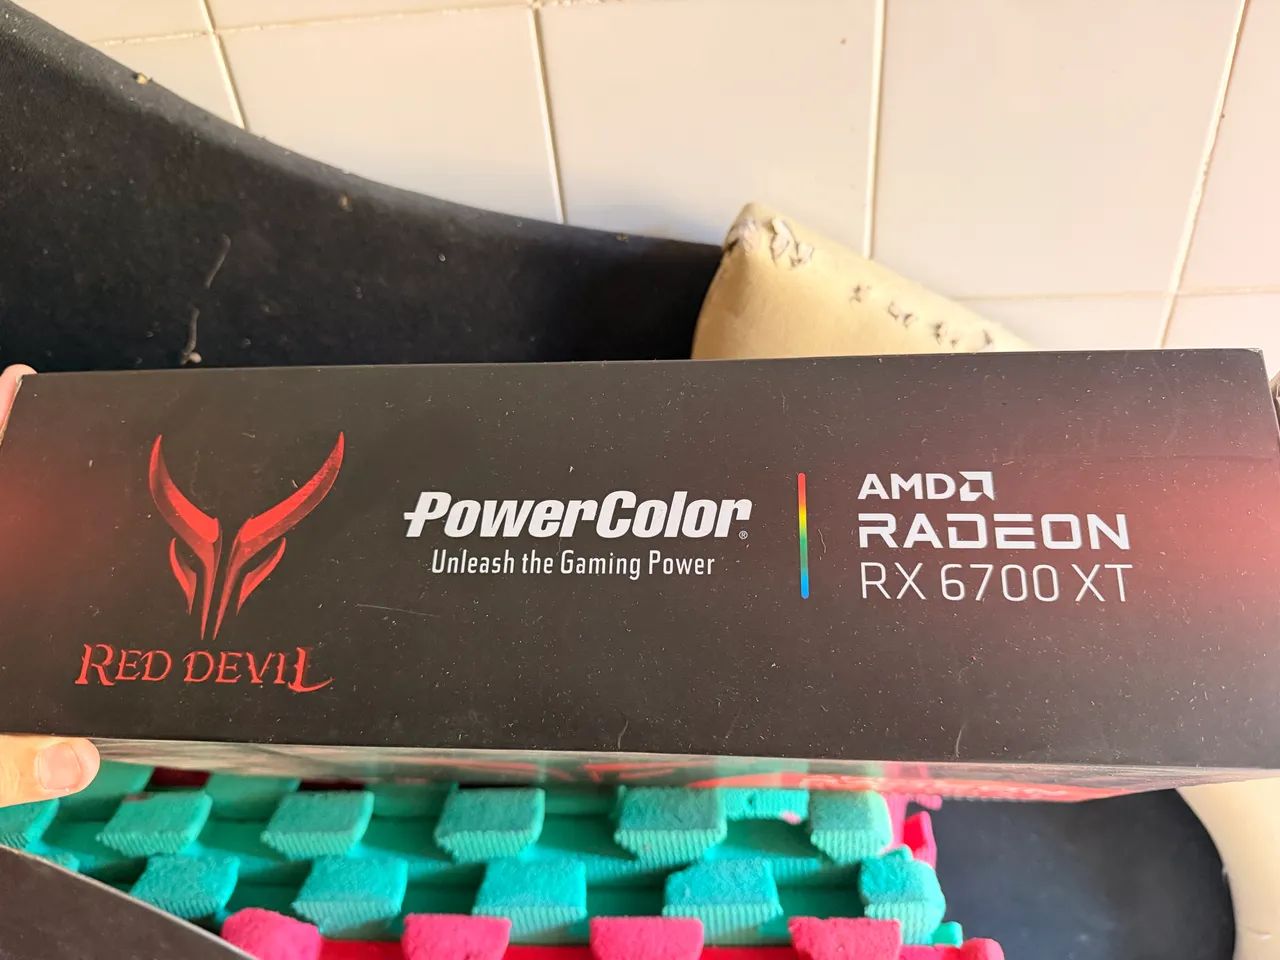 RED DEVIL
PowerColor®
Unleash the Gaming Power
AMD
RADEON
RX 6700 XT